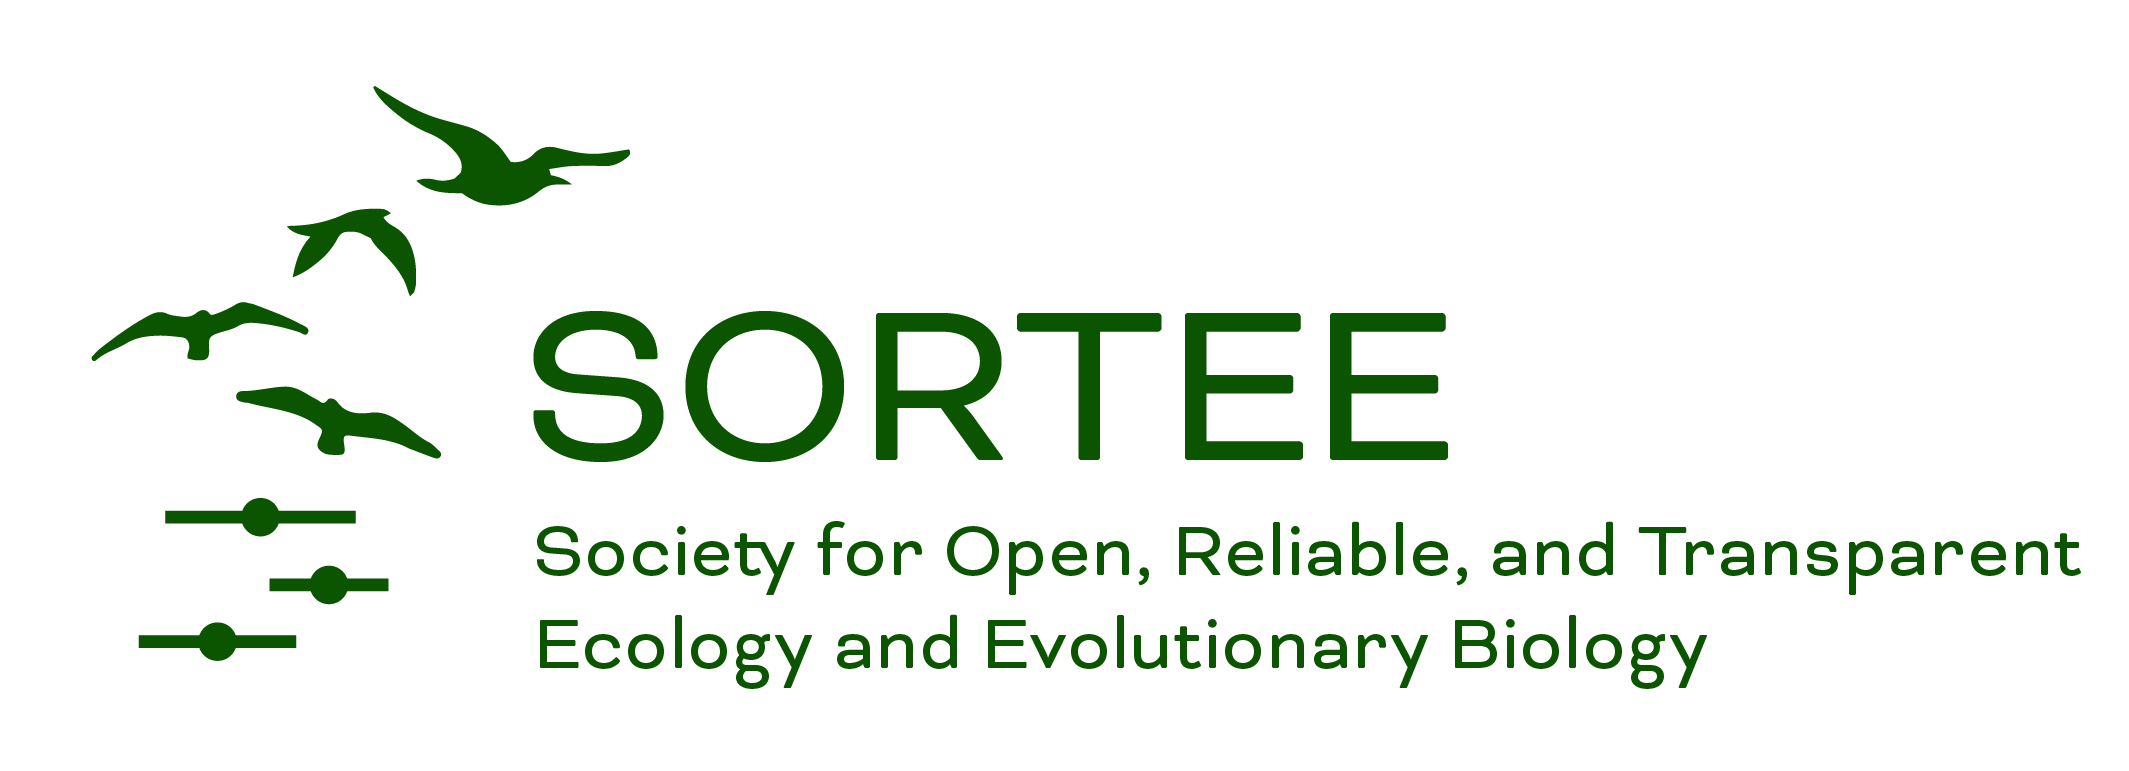 SORTEE
Society for Open, Reliable, and Transparent
Ecology and Evolutionary Biology